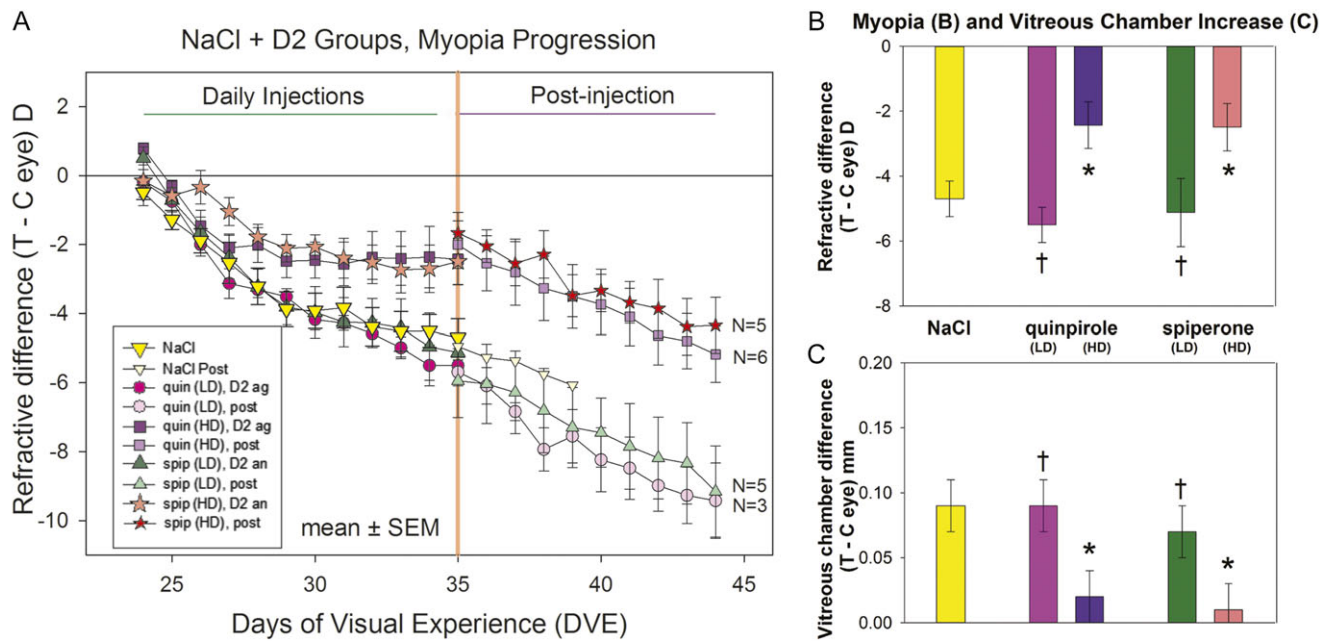 A
NaCl + D2 Groups, Myopia Progression
Daily Injections
Post-injection
Refractive difference (T - C eye) D
2
0
-2
-4
-6
-8
-10
NaCl
NaCl Post
quin (LD), D2 ag
quin (LD), post
quin (HD), D2 ag
quin (HD), post
spip (LD), D2 an
spip (LD), post
spip (HD), D2 an
spip (HD), post
mean ± SEM
N=5
N=6
N=5
N=3
25
30
35
40
45
Days of Visual Experience (DVE)
B
Myopia (B) and Vitreous Chamber Increase (C)
Refractive difference
(T - C eye) D
0
-2
-4
-6
-8
†
*
†
*
NaCl
quinpirole
spiperone
(LD)
(HD)
(LD)
(HD)
C
Vitreous chamber difference
(T - C eye) mm
0.20
0.15
0.10
0.05
0.00
†
*
†
*